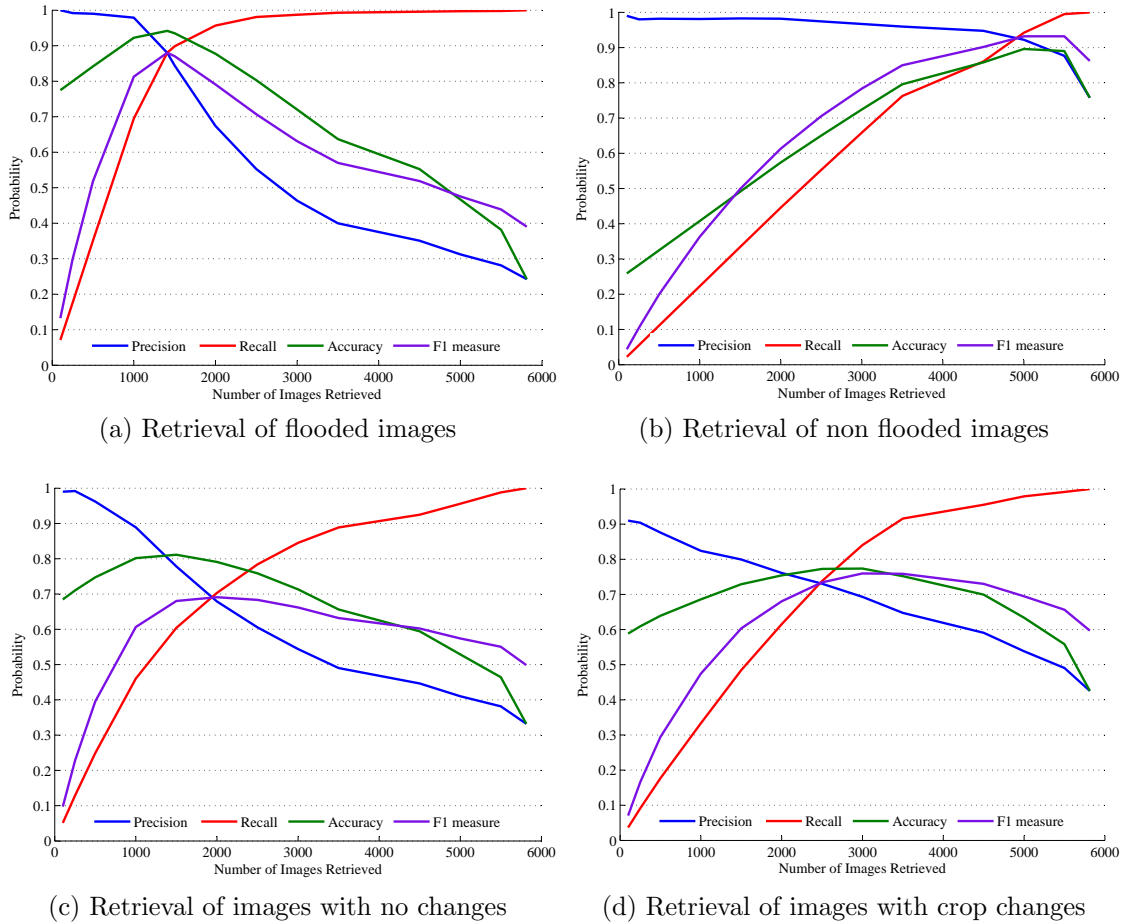 1
0.9
0.8
0.7
0.6
0.5
0.4
0.3
0.2
0.1
0
Probability
Precision Recall Accuracy F1 measure
0 1000 2000 3000 4000 5000 6000
Number of Images Retrieved
(a) Retrieval of flooded images
1
0.9
0.8
0.7
0.6
0.5
0.4
0.3
0.2
0.1
0
Probability
Precision Recall Accuracy F1 measure
0 1000 2000 3000 4000 5000 6000
Number of Images Retrieved
(b) Retrieval of non flooded images
1
0.9
0.8
0.7
0.6
0.5
0.4
0.3
0.2
0.1
0
Probability
Precision Recall Accuracy F1 measure
0 1000 2000 3000 4000 5000 6000
Number of Images Retrieved
(c) Retrieval of images with no changes
1
0.9
0.8
0.7
0.6
0.5
0.4
0.3
0.2
0.1
0
Probability
Precision Recall Accuracy F1 measure
0 1000 2000 3000 4000 5000 6000
Number of Images Retrieved
(d) Retrieval of images with crop changes